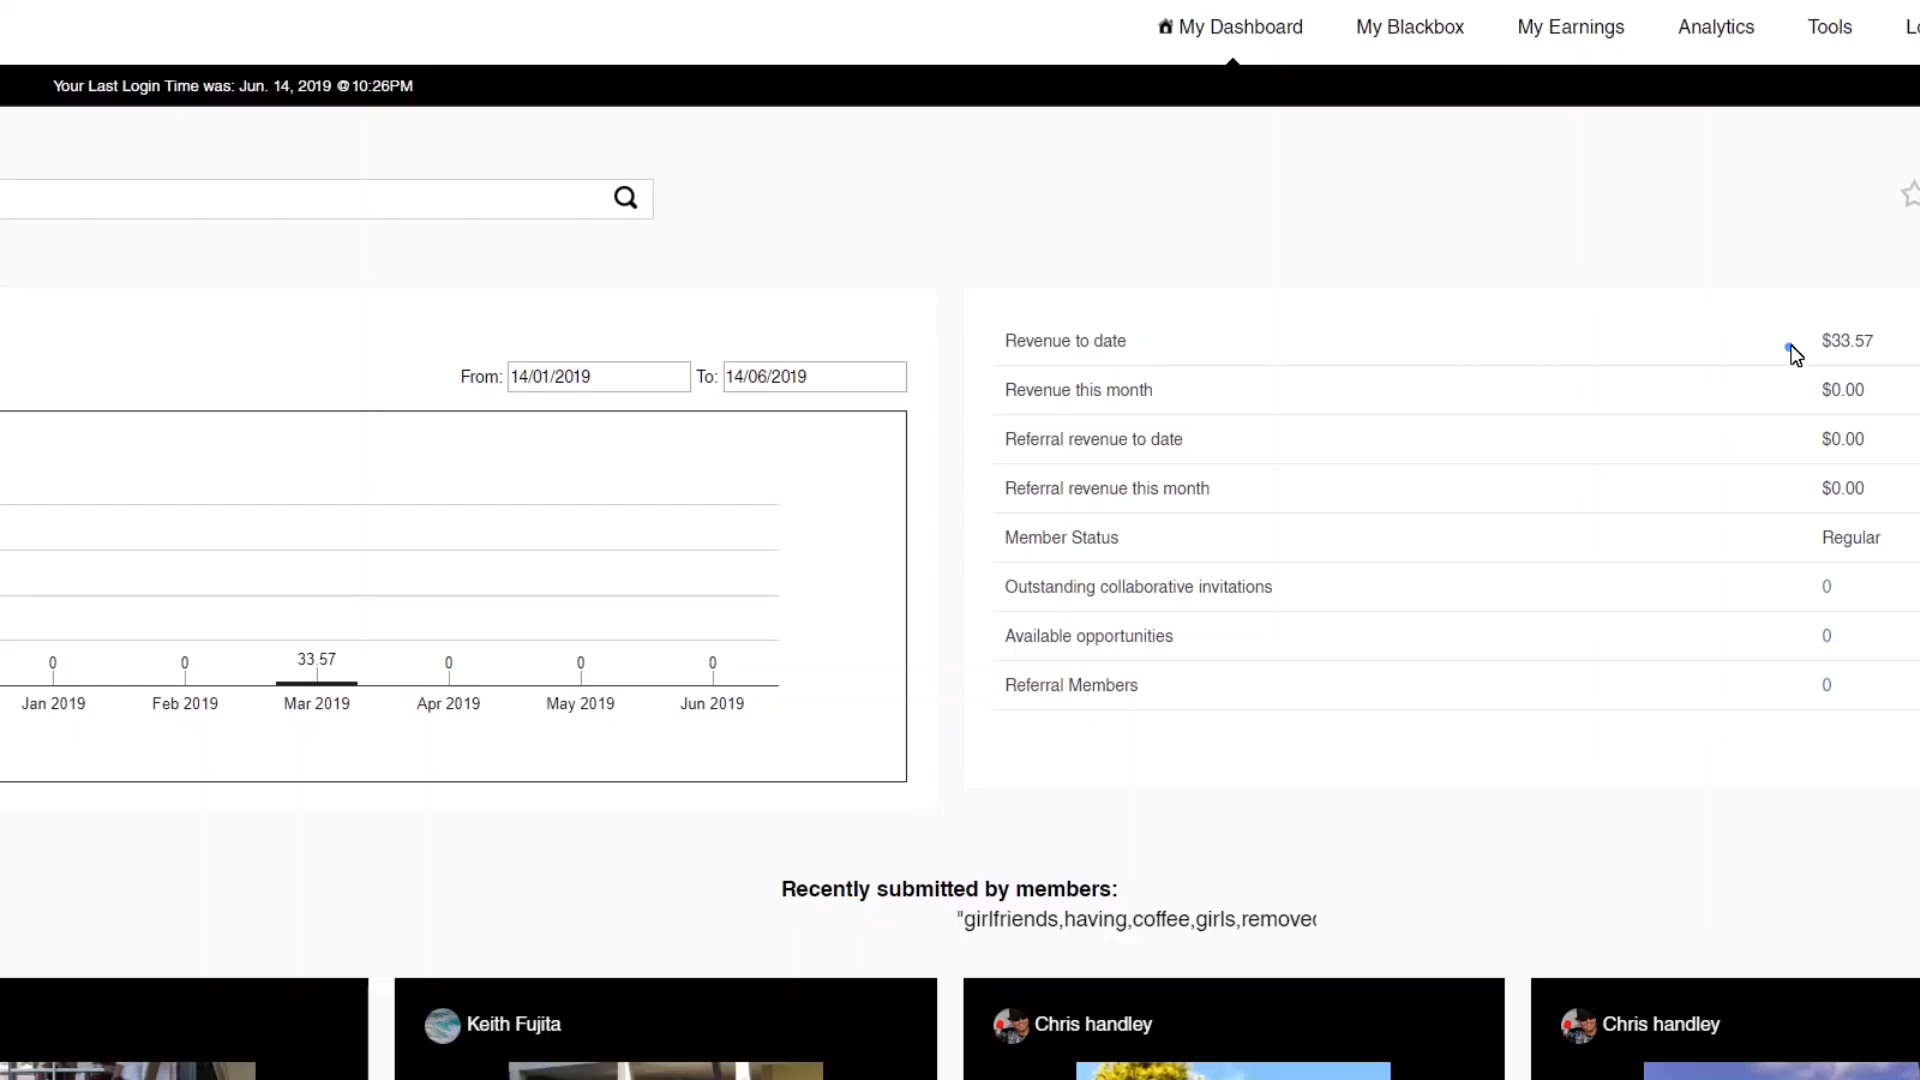 My Dashboard My Blackbox My Earnings Analytics Tools
Your Last Login Time was: Jun. 14, 2019 @10:26PM
From: 14/01/2019 To: 14/06/2019
0 0 33.57 0 0 0
Jan 2019 Feb 2019 Mar 2019 Apr 2019 May 2019 Jun 2019
Revenue to date $33.57
Revenue this month $0.00
Referral revenue to date $0.00
Referral revenue this month $0.00
Member Status Regular
Outstanding collaborative invitations 0
Available opportunities 0
Referral Members 0
Recently submitted by members:
"girlfriends,having,coffee,girls,removed
Keith Fujita Chris handley Chris handley